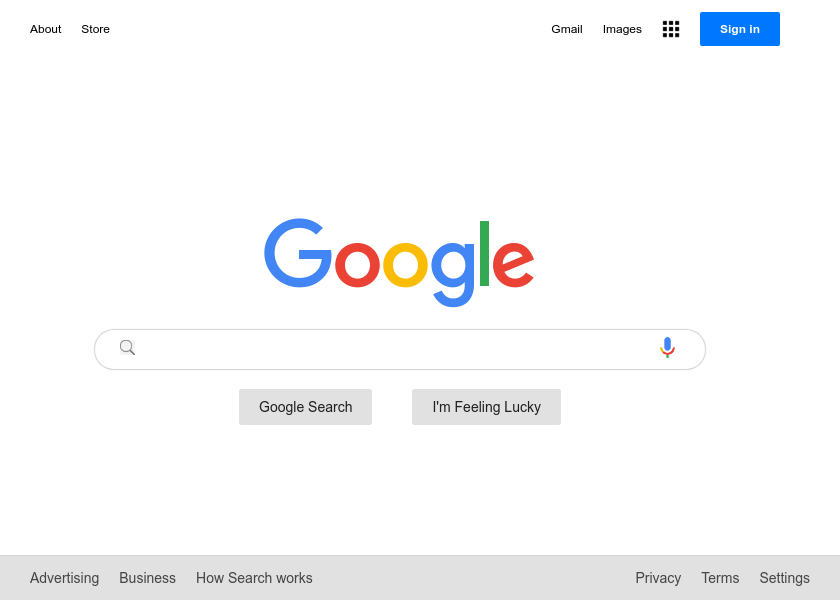 About Store Gmail Images Sign in
Google
Google Search I'm Feeling Lucky
Advertising Business How Search works Privacy Terms Settings